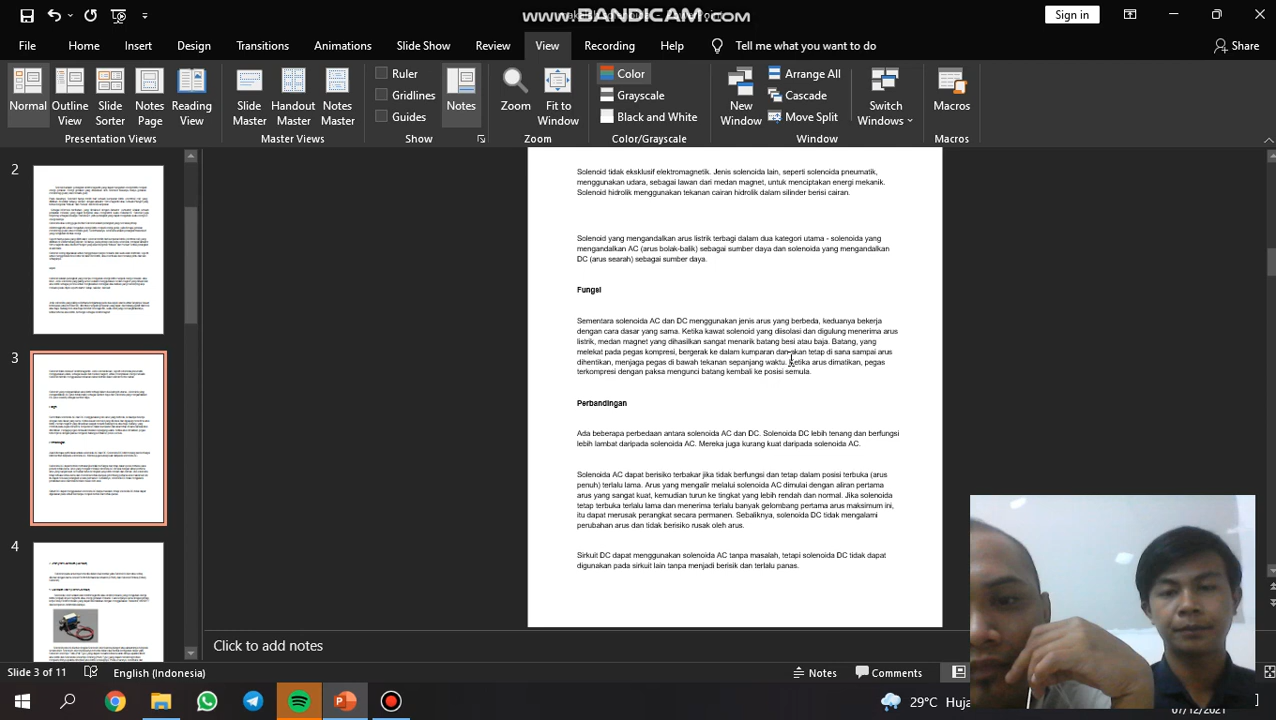 www.BANDICAM.com
Sign in
File Home Insert Design Transitions Animations Slide Show Review View Recording Help Tell me what you want to do Share
Normal
Outline View
Slide Sorter
Notes Page
Reading View
Presentation Views
Slide Master
Handout Master
Notes Master
Master Views
Ruler
Gridlines
Guides
Show
Notes
Zoom
Fit to Window
Zoom
Color
Grayscale
Black and White
Color/Grayscale
New Window
Arrange All
Cascade
Move Split
Switch Windows
Window
Macros
Macros
2
3
4
Solenoid tidak eksklusif elektromagnetik. Jenis solenoida lain, seperti solenoida pneumatik,
menggunakan udara, sebagai lawan dari medan magnet, untuk menciptakan energi mekanik.
Solenoid hidrolik menggunakan tekanan cairan hidrolik dalam silinder berisi cairan.
Solenoid yang mengandalkan arus listrik terbagi dalam dua kategori utama - solenoida yang
mengandalkan AC (arus bolak-balik) sebagai sumber daya dan solenoida yang mengandalkan
DC (arus searah) sebagai sumber daya.
Fungsi
Sementara solenoida AC dan DC menggunakan jenis arus yang berbeda, keduanya bekerja
dengan cara dasar yang sama. Ketika kawat solenoid yang diisolasi dan digulung menerima arus
listrik, medan magnet yang dihasilkan sangat menarik batang besi atau baja. Batang, yang
melekat pada pegas kompresi, bergerak ke dalam kumparan dan akan tetap di sana sampai arus
dihentikan, menjaga pegas di bawah tekanan sepanjang waktu. Ketika arus dimatikan, pegas
terkompresi dengan paksa mengunci batang kembali ke posisi semula.
Perbandingan
Ada beberapa perbedaan antara solenoida AC dan DC. Solenoida DC lebih tenang dan berfungsi
lebih lambat daripada solenoida AC. Mereka juga kurang kuat daripada solenoida AC.
Solenoida AC dapat berisiko terbakar jika tidak berfungsi dan tetap dalam posisi terbuka (arus
penuh) terlalu lama. Arus yang mengalir melalui solenoida AC dimulai dengan aliran pertama
arus yang sangat kuat, kemudian turun ke tingkat yang lebih rendah dan normal. Jika solenoida
tetap terbuka terlalu lama dan menerima terlalu banyak gelombang pertama arus maksimum ini,
itu dapat merusak perangkat secara permanen. Sebaliknya, solenoida DC tidak mengalami
perubahan arus dan tidak berisiko rusak oleh arus.
Sirkuit DC dapat menggunakan solenoida AC tanpa masalah, tetapi solenoida DC tidak dapat
digunakan pada sirkuit lain tanpa menjadi berisik dan terlalu panas.
Click to add notes
Slide 3 of 11 English (Indonesia) Notes Comments
29°C
07/12/2021